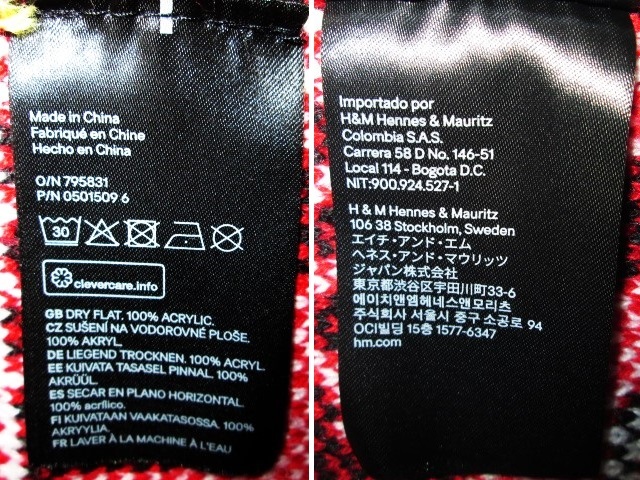 Made in China
Fabriqué en Chine
Hecho en China
O/N 795831
P/N 0501509 6
30
clevercare.info
GB DRY FLAT. 100% ACRYLIC.
CZ SUŠENÍ NA VODOROVNÉ PLOŠE.
100% AKRYL.
DE LIEGEND TROCKNEN. 100% ACRYL.
EE KUIVATA TASASEL PINNAL. 100%
AKRÜÜL.
ES SECAR EN PLANO HORIZONTAL.
100% acrílico.
FI KUIVATAAN VAAKATASOSSA. 100%
AKRYYLIA.
FR LAVER À LA MACHINE À L'EAU
Importado por
H&M Hennes & Mauritz
Colombia S.A.S.
Carrera 58 D No. 146-51
Local 114 - Bogota D.C.
NIT:900.924.527-1
H & M Hennes & Mauritz
106 38 Stockholm, Sweden
エイチ・アンド・エム
ヘネス・アンド・マウリッツ
ジャパン株式会社
東京都渋谷区宇田川町33-6
에이치앤엠헤네스앤모리츠
주식회사 서울시 중구 소공로 94
OCI빌딩 15층 1577-6347
hm.com